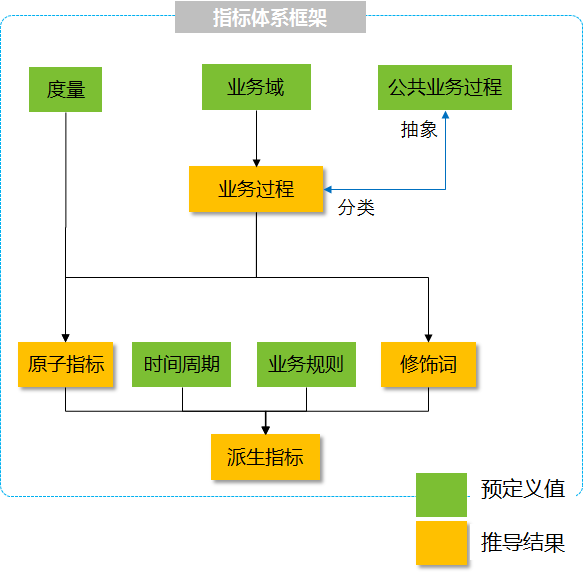 指标体系框架
度量
业务域
公共业务过程
抽象
业务过程
分类
原子指标
时间周期
业务规则
修饰词
派生指标
预定义值
推导结果